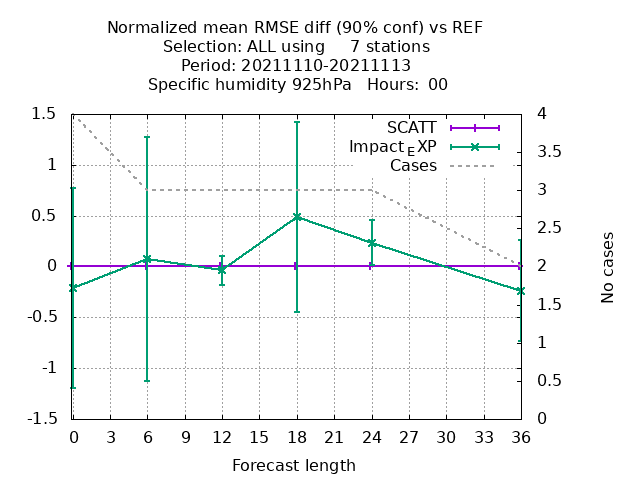 Normalized mean RMSE diff (90% conf) vs REF
Selection: ALL using     7 stations
Period: 20211110-20211113
Specific humidity 925hPa   Hours:  00
SCATT
Impact_EXP
Cases
1.5
1
0.5
0
-0.5
-1
-1.5
4
3.5
3
2.5
2
1.5
1
0.5
0
No cases
0 3 6 9 12 15 18 21 24 27 30 33 36
Forecast length